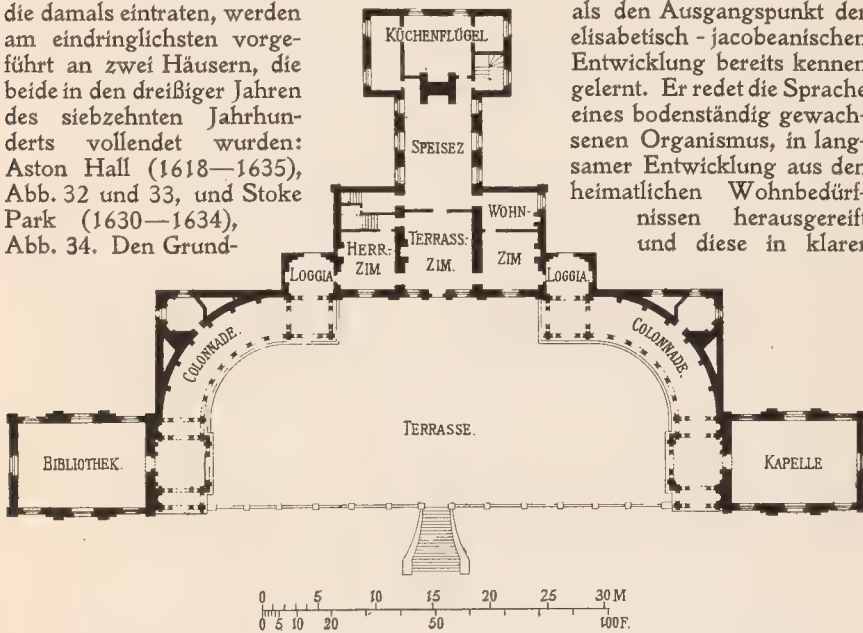 die damals eintraten, werden
am eindringlichsten vorge-
führt an zwei Häusern, die
beide in den dreißiger Jahren
des siebzehnten Jahrhun-
derts vollendet wurden:
Aston Hall (1618—1635),
Abb. 32 und 33, und Stoke
Park (1630—1634),
Abb. 34. Den Grund-
als den Ausgangspunkt der
elisabetisch - jacobeanischen
Entwicklung bereits kennen
gelernt. Er redet die Sprache
eines bodenständig gewach-
senen Organismus, in lang-
samer Entwicklung aus den
heimatlichen Wohnbedürf-
nissen herausgereift
und diese in klarer
KÜCHENFLÜGEL
SPEISEZ
HERR-
ZIM.
TERRASS-
ZIM.
WOHN-
ZIM
LOGGIA
LOGGIA.
COLONNADE.
COLONNADE.
BIBLIOTHEK.
TERRASSE.
KAPELLE
0 5 10 15 20 25 30 M
0 5 10 20 50 100 F.